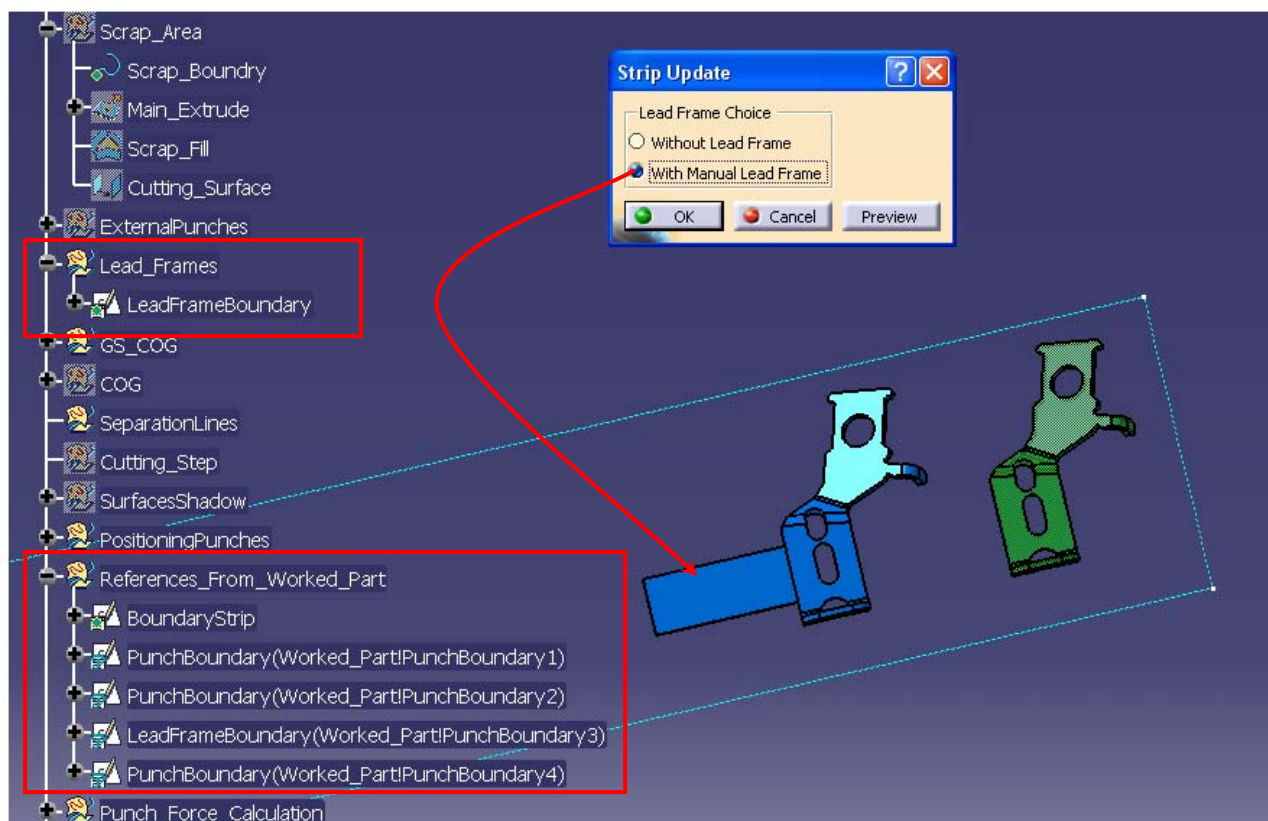 Scrap_Area
Scrap_Boundry
Main_Extrude
Scrap_Fill
Cutting_Surface
ExternalPunches
Lead_Frames
LeadFrameBoundary
GS_COG
COG
SeparationLines
Cutting_Step
SurfacesShadow
PositioningPunches
References_From_Worked_Part
BoundaryStrip
PunchBoundary(Worked_Part!PunchBoundary1)
PunchBoundary(Worked_Part!PunchBoundary2)
LeadFrameBoundary(Worked_Part!PunchBoundary3)
PunchBoundary(Worked_Part!PunchBoundary4)
Punch_Force_Calculation
Strip Update
Lead Frame Choice
Without Lead Frame
With Manual Lead Frame
OK Cancel Preview